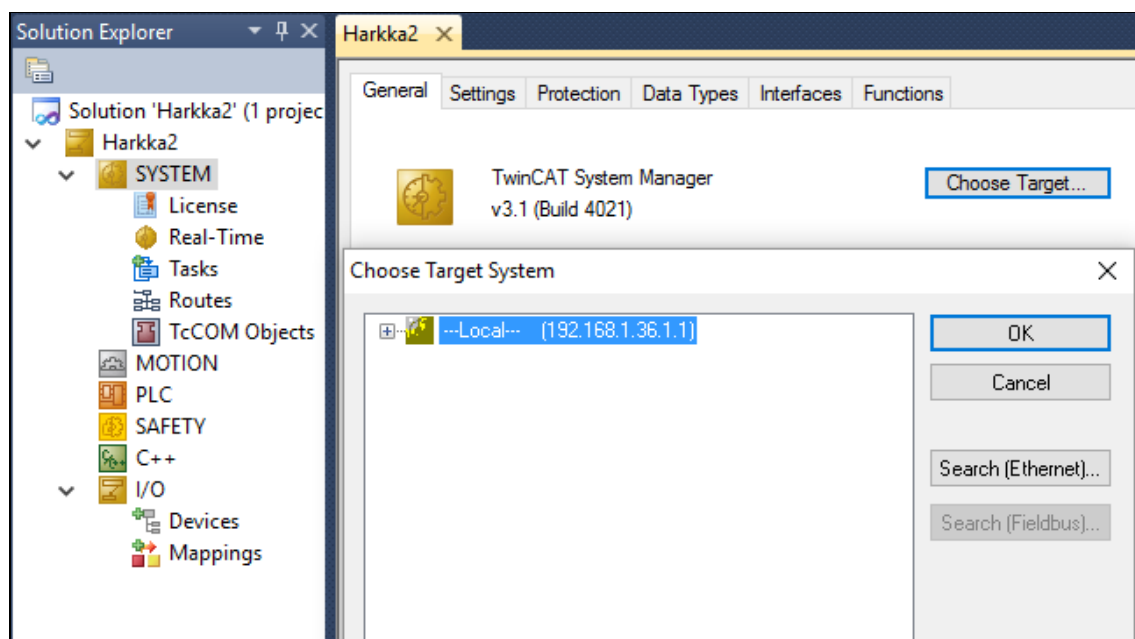 Solution Explorer
Solution 'Harkka2' (1 projec
Harkka2
SYSTEM
License
Real-Time
Tasks
Routes
TcCOM Objects
MOTION
PLC
SAFETY
C++
I/O
Devices
Mappings
Harkka2
General Settings Protection Data Types Interfaces Functions
TwinCAT System Manager
v3.1 (Build 4021)
Choose Target...
Choose Target System
---Local--- (192.168.1.36.1.1)
OK
Cancel
Search (Ethernet)...
Search (Fieldbus)...